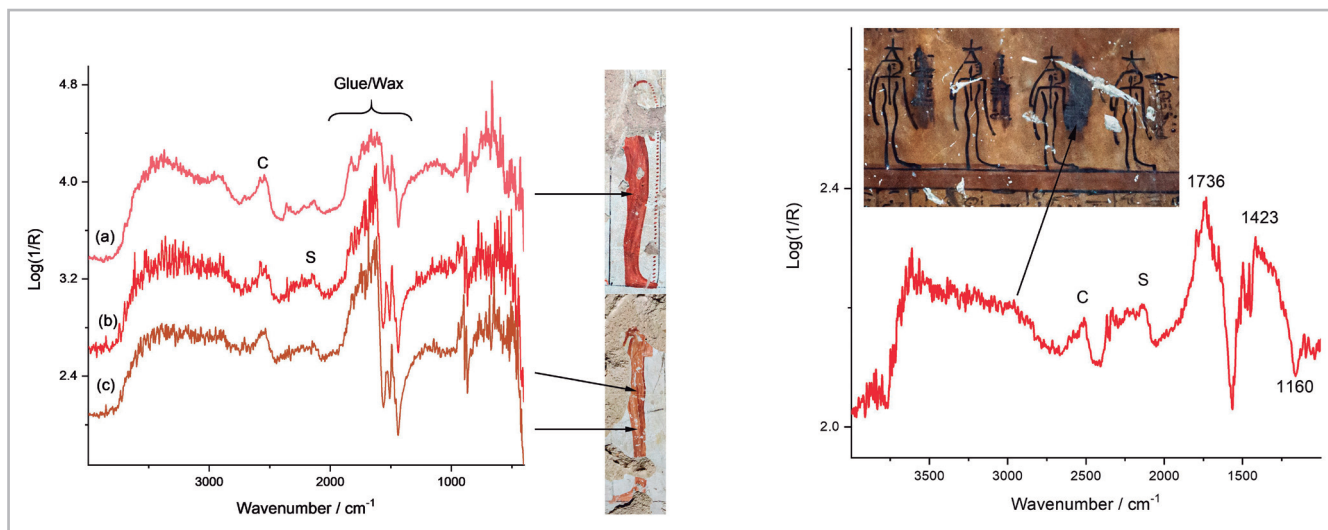 4.8
4.0
3.2
2.4
Log(1/R)
Glue/Wax
C
S
(a)
(b)
(c)
3000
2000
1000
Wavenumber / cm⁻¹
2.4
2.0
Log(1/R)
C
S
1736
1423
1160
3500
3000
2500
2000
1500
Wavenumber / cm⁻¹